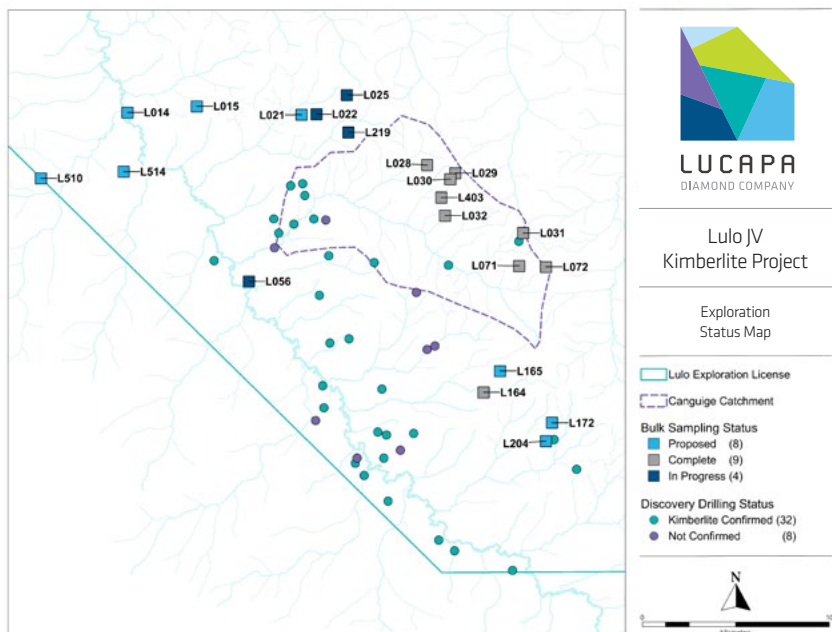 L025
L014
L015
L021
L022
L219
L028
L029
L030
L510
L514
L403
L032
L031
L071
L072
L056
L165
L164
L172
L204
LUCAPA
DIAMOND COMPANY
Lulo JV
Kimberlite Project
Exploration
Status Map
Lulo Exploration License
Canguige Catchment
Bulk Sampling Status
Proposed (8)
Complete (9)
In Progress (4)
Discovery Drilling Status
Kimberlite Confirmed (32)
Not Confirmed (8)
N
0